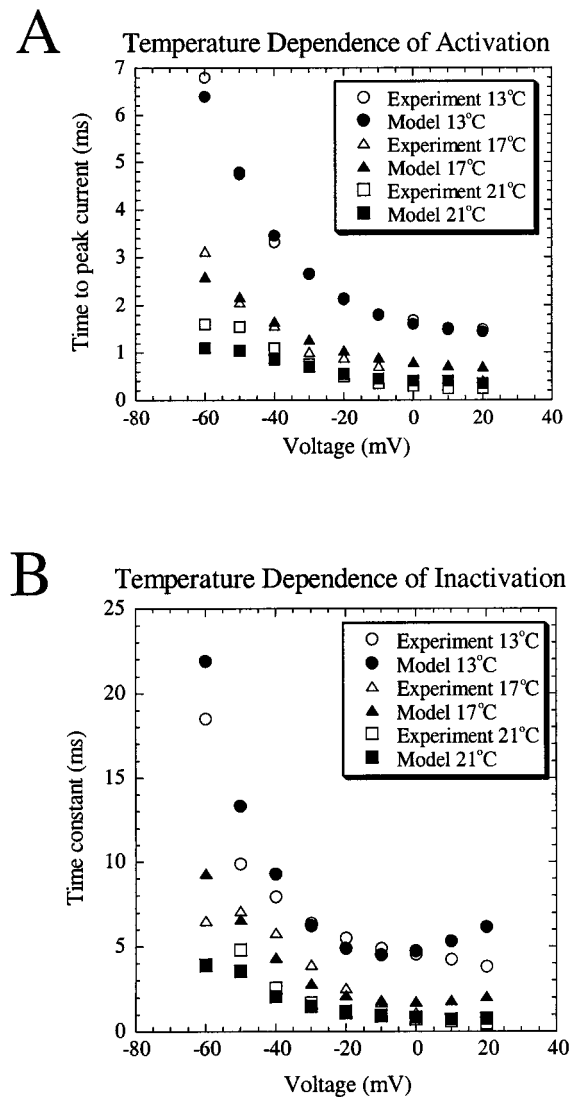 A
Temperature Dependence of Activation
7
6
5
4
3
2
1
0
Time to peak current (ms)
Experiment 13°C
Model 13°C
Experiment 17°C
Model 17°C
Experiment 21°C
Model 21°C
-80 -60 -40 -20 0 20 40
Voltage (mV)
B
Temperature Dependence of Inactivation
25
20
15
10
5
0
Time constant (ms)
Experiment 13°C
Model 13°C
Experiment 17°C
Model 17°C
Experiment 21°C
Model 21°C
-80 -60 -40 -20 0 20 40
Voltage (mV)